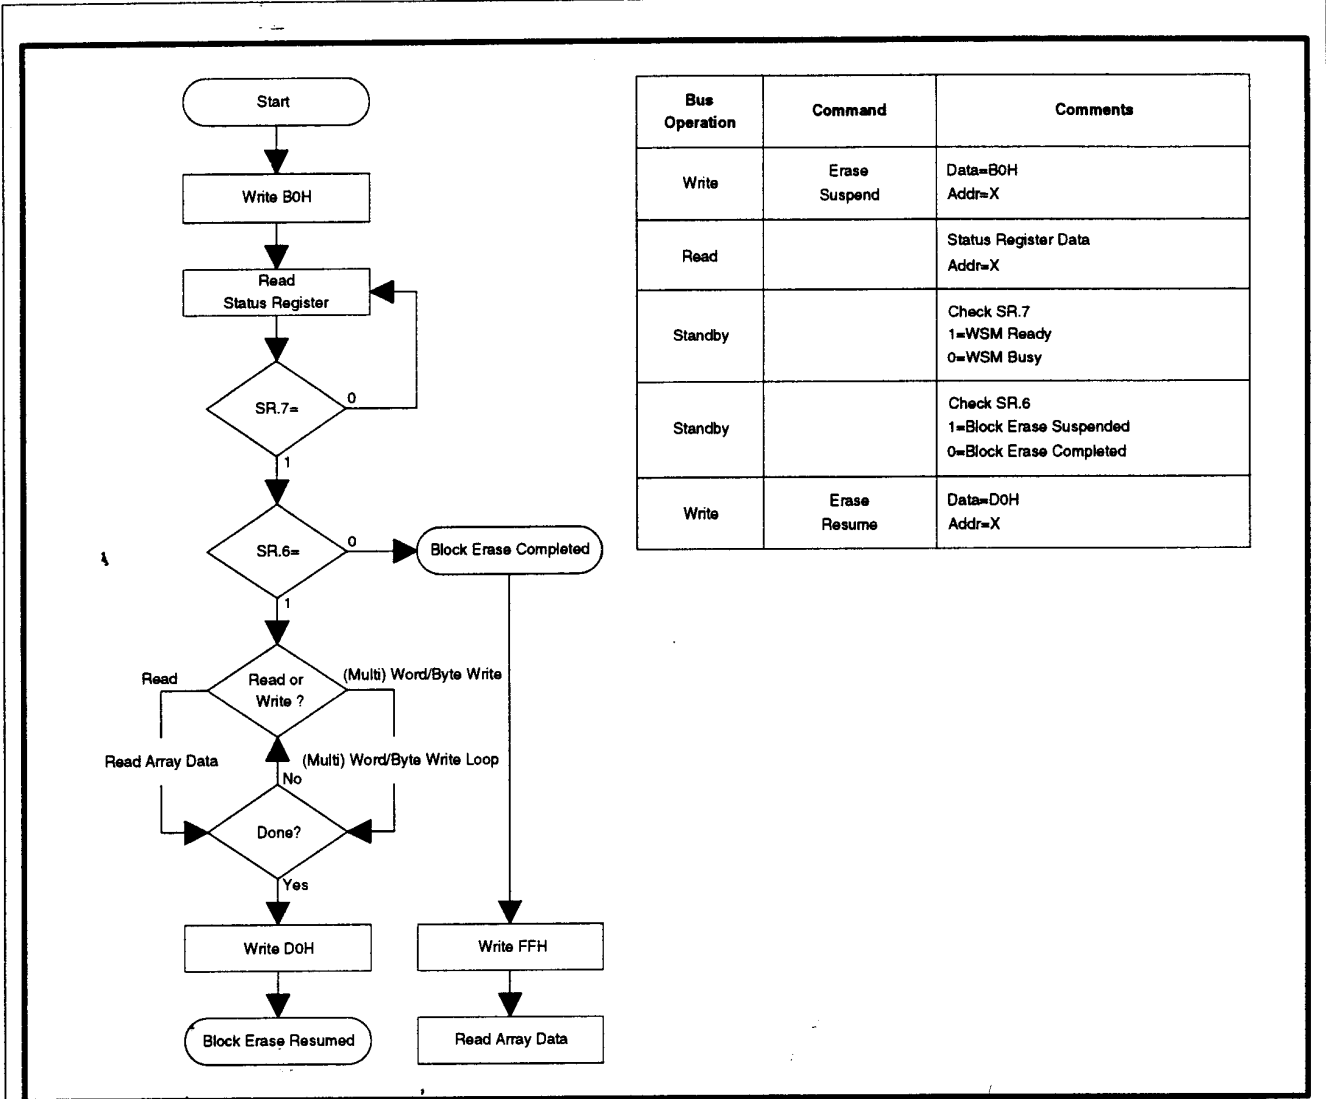 Start
Write B0H
Read
Status Register
SR.7=
0
1
SR.6=
0
Block Erase Completed
1
Read or
Write ?
Read
(Multi) Word/Byte Write
Read Array Data
(Multi) Word/Byte Write Loop
No
Done?
Yes
Write D0H
Write FFH
Block Erase Resumed
Read Array Data
Bus
Operation
Command
Comments
Write
Erase
Suspend
Data=B0H
Addr=X
Read
Status Register Data
Addr=X
Standby
Check SR.7
1=WSM Ready
0=WSM Busy
Standby
Check SR.6
1=Block Erase Suspended
0=Block Erase Completed
Write
Erase
Resume
Data=D0H
Addr=X